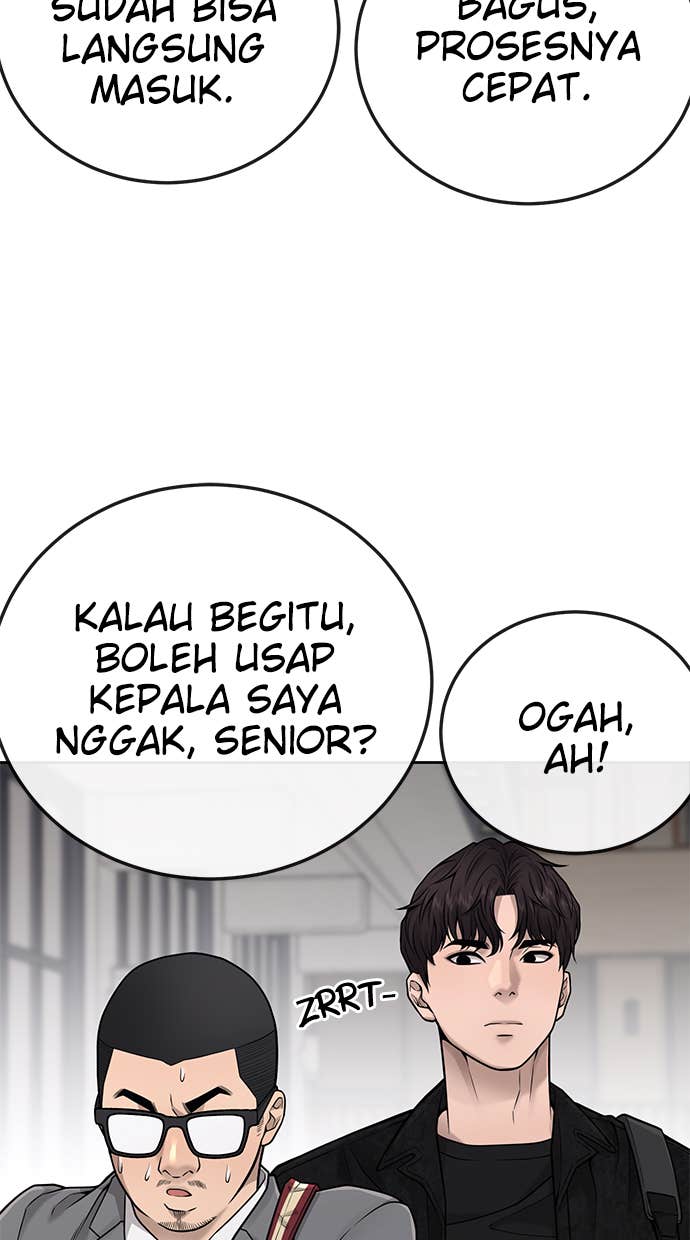 SUDAH BISA
LANGSUNG
MASUK.
BAGUS,
PROSESNYA
CEPAT.
KALAU BEGITU,
BOLEH USAP
KEPALA SAYA
NGGAK, SENIOR?
OGAH,
AH!
ZRRT-